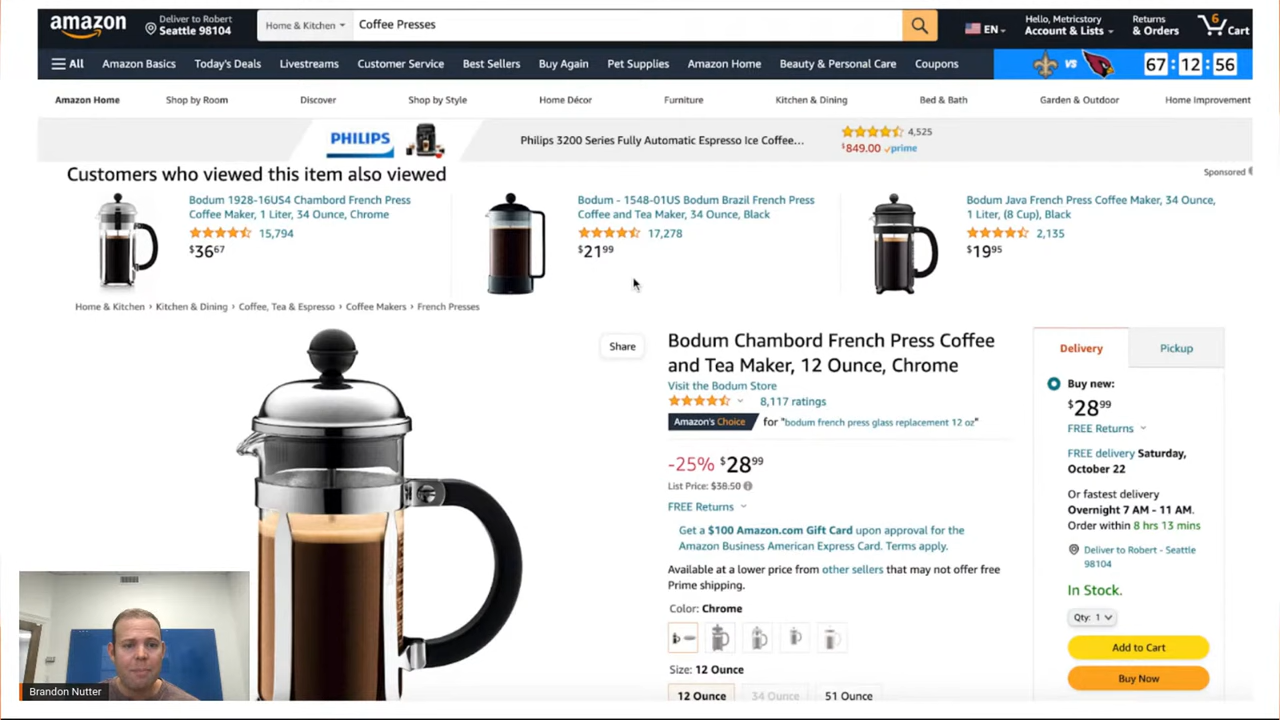 amazon
Deliver to Robert
Seattle 98104
Home & Kitchen
Coffee Presses
EN
Hello, Metricstory
Account & Lists
Returns
& Orders
6
Cart
All
Amazon Basics
Today's Deals
Livestreams
Customer Service
Best Sellers
Buy Again
Pet Supplies
Amazon Home
Beauty & Personal Care
Coupons
VS
67:12:56
Amazon Home
Shop by Room
Discover
Shop by Style
Home Décor
Furniture
Kitchen & Dining
Bed & Bath
Garden & Outdoor
Home Improvement
PHILIPS
Philips 3200 Series Fully Automatic Espresso Ice Coffee...
4,525
$849.00 prime
Customers who viewed this item also viewed
Sponsored
Bodum 1928-16US4 Chambord French Press
Coffee Maker, 1 Liter, 34 Ounce, Chrome
15,794
$3667
Bodum - 1548-01US Bodum Brazil French Press
Coffee and Tea Maker, 34 Ounce, Black
17,278
$2199
Bodum Java French Press Coffee Maker, 34 Ounce,
1 Liter, (8 Cup), Black
2,135
$1995
Home & Kitchen › Kitchen & Dining › Coffee, Tea & Espresso › Coffee Makers › French Presses
Share
Bodum Chambord French Press Coffee
and Tea Maker, 12 Ounce, Chrome
Visit the Bodum Store
8,117 ratings
Amazon's Choice for "bodum french press glass replacement 12 oz"
-25% $2899
List Price: $38.50
FREE Returns
Get a $100 Amazon.com Gift Card upon approval for the
Amazon Business American Express Card. Terms apply.
Available at a lower price from other sellers that may not offer free
Prime shipping.
Color: Chrome
Size: 12 Ounce
12 Ounce
34 Ounce
51 Ounce
Delivery
Pickup
Buy new:
$2899
FREE Returns
FREE delivery Saturday,
October 22
Or fastest delivery
Overnight 7 AM - 11 AM.
Order within 8 hrs 13 mins
Deliver to Robert - Seattle
98104
In Stock.
Qty: 1
Add to Cart
Buy Now
Brandon Nutter